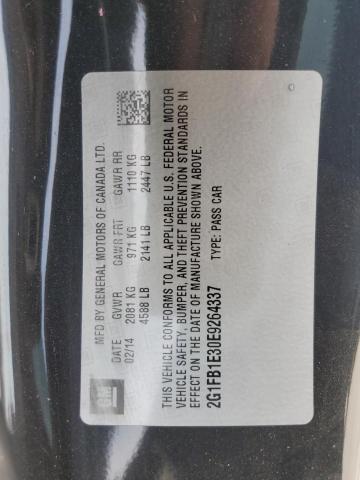 GM
MFD BY GENERAL MOTORS OF CANADA LTD.
DATE GVWR GAWR FRT GAWR RR
02/14 2081 KG 971 KG 1110 KG
4588 LB 2141 LB 2447 LB
THIS VEHICLE CONFORMS TO ALL APPLICABLE U.S. FEDERAL MOTOR
VEHICLE SAFETY, BUMPER, AND THEFT PREVENTION STANDARDS IN
EFFECT ON THE DATE OF MANUFACTURE SHOWN ABOVE.
2G1FB1E30E9264337 TYPE: PASS CAR